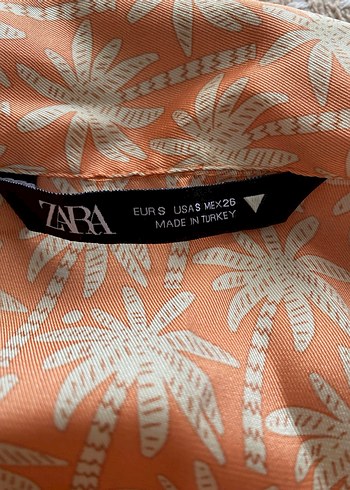 ZARA
EUR S USA S MEX 26
MADE IN TURKEY